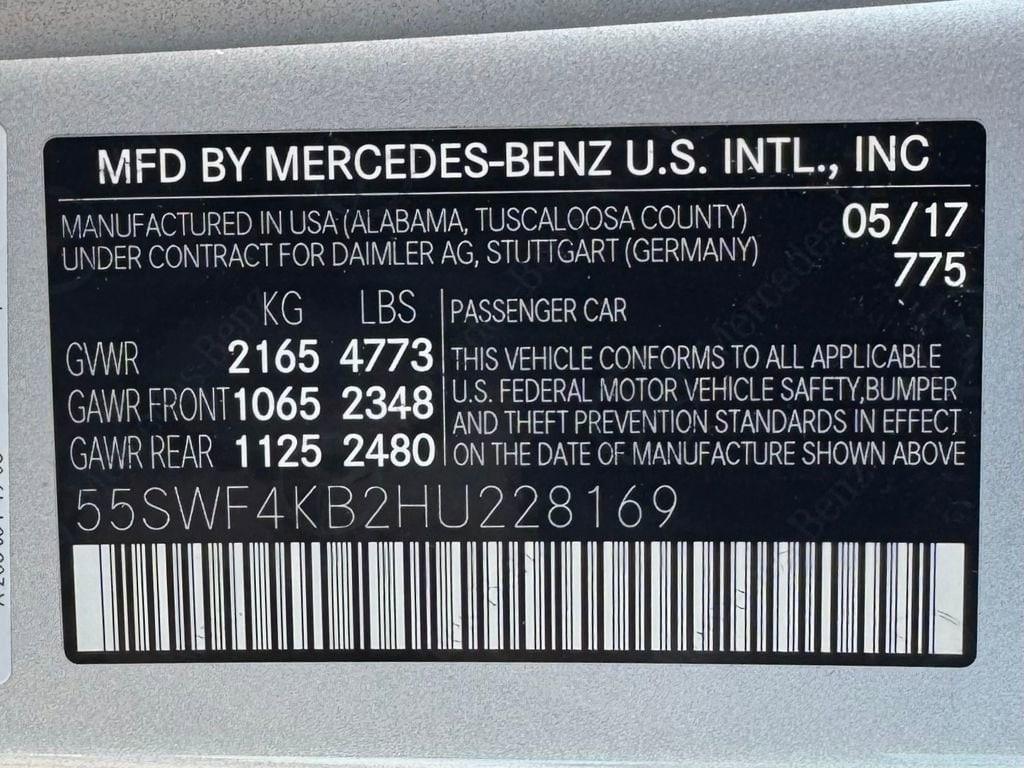 MFD BY MERCEDES-BENZ U.S. INTL., INC
MANUFACTURED IN USA (ALABAMA, TUSCALOOSA COUNTY) 05/17
UNDER CONTRACT FOR DAIMLER AG, STUTTGART (GERMANY) 775
KG LBS PASSENGER CAR
GVWR 2165 4773 THIS VEHICLE CONFORMS TO ALL APPLICABLE
U.S. FEDERAL MOTOR VEHICLE SAFETY,BUMPER
GAWR FRONT 1065 2348 AND THEFT PREVENTION STANDARDS IN EFFECT
GAWR REAR 1125 2480 ON THE DATE OF MANUFACTURE SHOWN ABOVE
55SWF4KB2HU228169